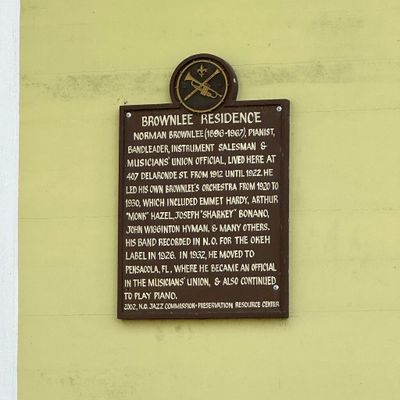 BROWNLEE RESIDENCE
NORMAN BROWNLEE (1896-1967), PIANIST,
BANDLEADER, INSTRUMENT SALESMAN &
MUSICIANS' UNION OFFICIAL, LIVED HERE AT
407 DELARONDE ST. FROM 1912 UNTIL 1922. HE
LED HIS OWN BROWNLEE'S ORCHESTRA FROM 1920 TO
1930, WHICH INCLUDED EMMET HARDY, ARTHUR
"MONK" HAZEL, JOSEPH "SHARKEY" BONANO,
JOHN WIGGINTON HYMAN, & MANY OTHERS.
HIS BAND RECORDED IN N.O. FOR THE OKEH
LABEL IN 1926. IN 1932, HE MOVED TO
PENSACOLA, FL., WHERE HE BECAME AN OFFICIAL
IN THE MUSICIANS' UNION, & ALSO CONTINUED
TO PLAY PIANO.
2002, N.O. JAZZ COMMISSION-PRESERVATION RESOURCE CENTER